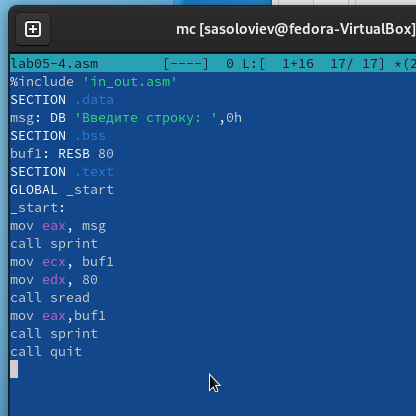 mc [sasoloviev@fedora-VirtualBox]
lab05-4.asm [----] 0 L:[ 1+16 17/ 17] *(2
%include 'in_out.asm'
SECTION .data
msg: DB 'Введите строку: ',0h
SECTION .bss
buf1: RESB 80
SECTION .text
GLOBAL _start
_start:
mov eax, msg
call sprint
mov ecx, buf1
mov edx, 80
call sread
mov eax,buf1
call sprint
call quit